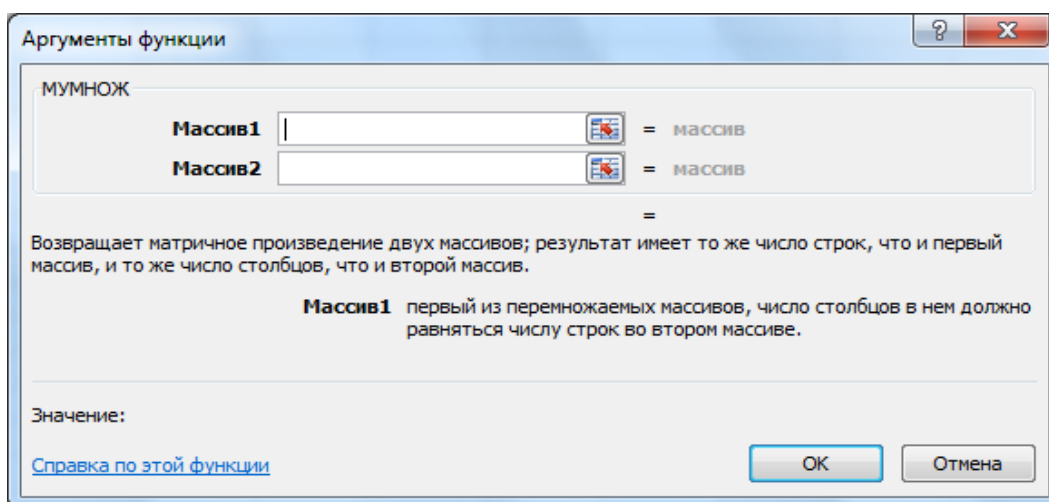 Аргументы функции
?
МУМНОЖ
Массив1 = массив
Массив2 = массив
=
Возвращает матричное произведение двух массивов; результат имеет то же число строк, что и первый
массив, и то же число столбцов, что и второй массив.
Массив1 первый из перемножаемых массивов, число столбцов в нем должно
равняться числу строк во втором массиве.
Значение:
Справка по этой функции
ОК
Отмена